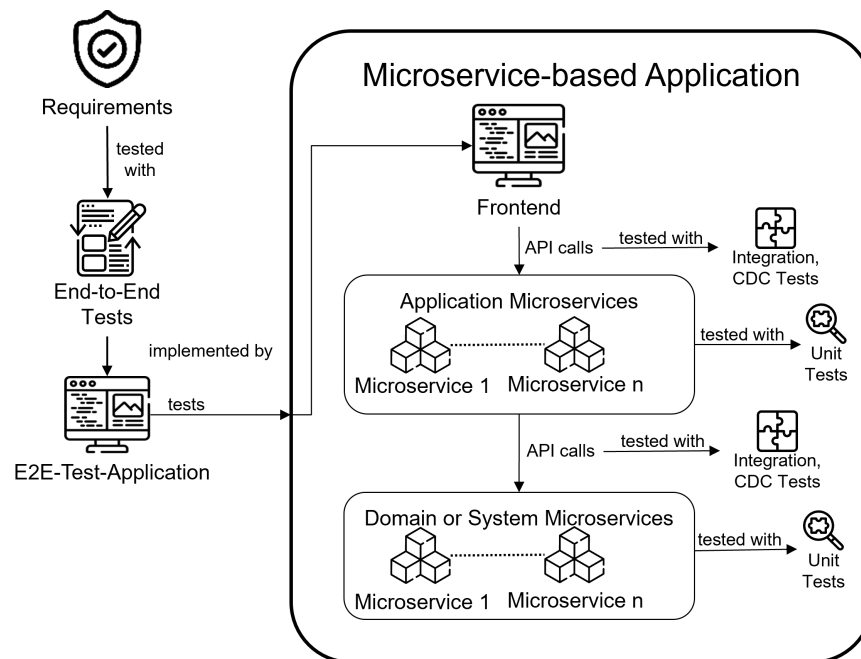 Microservice-based Application
Requirements
tested
with
End-to-End
Tests
implemented by
E2E-Test-Application
tests
Frontend
API calls
tested with
Integration,
CDC Tests
Application Microservices
Microservice 1
Microservice n
tested with
Unit
Tests
API calls
tested with
Integration,
CDC Tests
Domain or System Microservices
Microservice 1
Microservice n
tested with
Unit
Tests